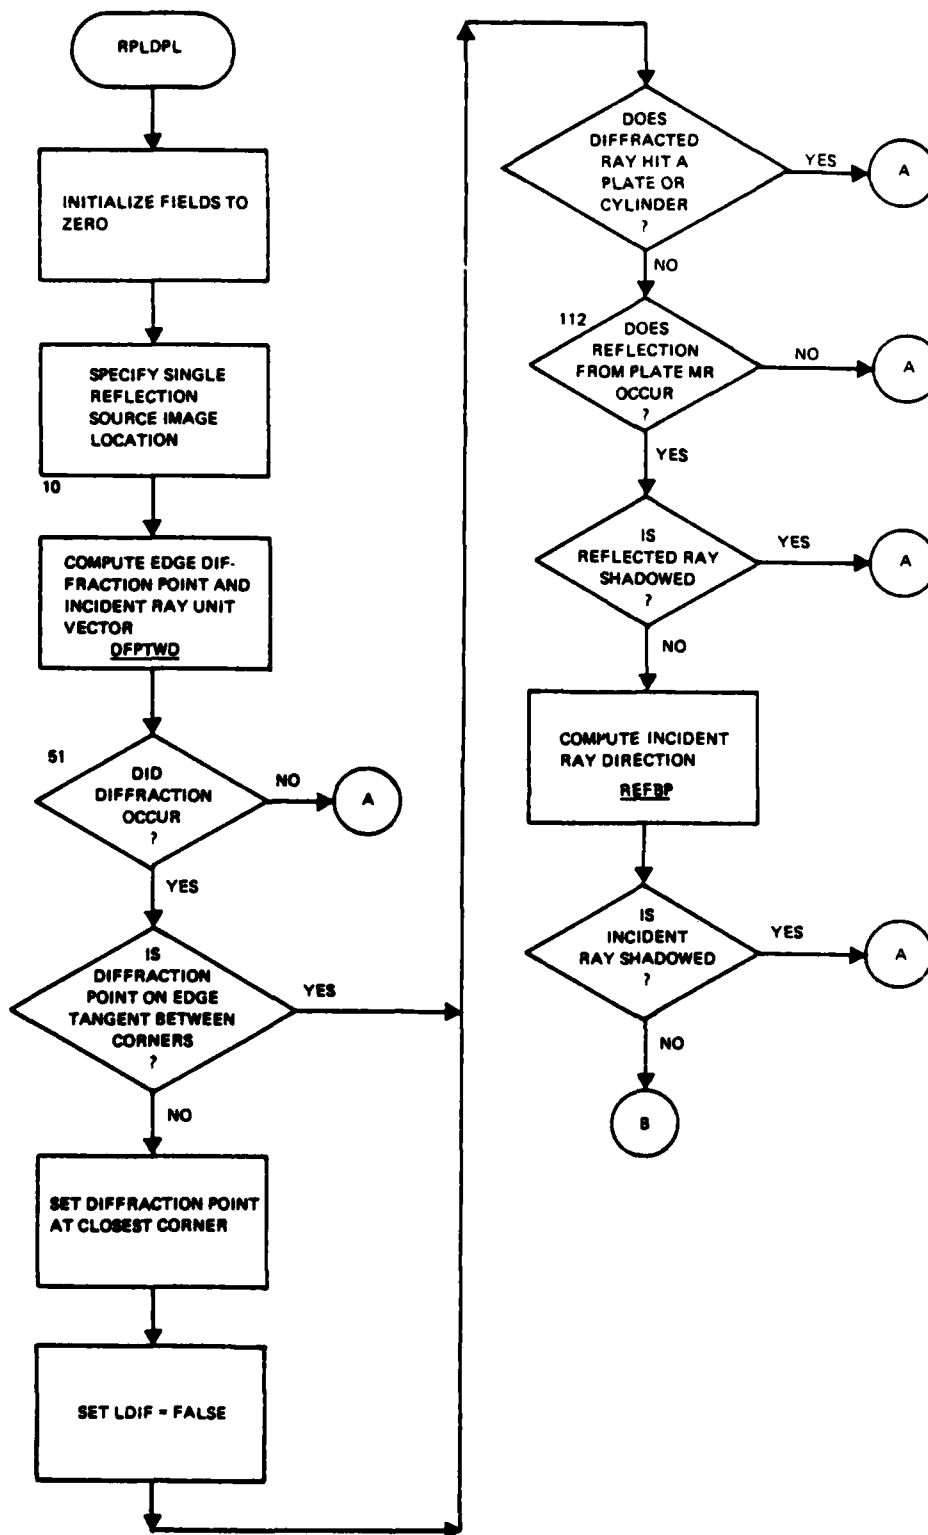 RPLDPL
INITIALIZE FIELDS TO
ZERO
SPECIFY SINGLE
REFLECTION
SOURCE IMAGE
LOCATION
10
COMPUTE EDGE DIF-
FRACTION POINT AND
INCIDENT RAY UNIT
VECTOR
DFPTWD
51
DID
DIFFRACTION
OCCUR
?
NO
A
YES
IS
DIFFRACTION
POINT ON EDGE
TANGENT BETWEEN
CORNERS
?
YES
NO
SET DIFFRACTION POINT
AT CLOSEST CORNER
SET LDIF = FALSE
DOES
DIFFRACTED
RAY HIT A
PLATE OR
CYLINDER
?
YES
A
NO
112
DOES
REFLECTION
FROM PLATE MR
OCCUR
?
NO
A
YES
IS
REFLECTED RAY
SHADOWED
?
YES
A
NO
COMPUTE INCIDENT
RAY DIRECTION
REFBP
IS
INCIDENT
RAY SHADOWED
?
YES
A
NO
B